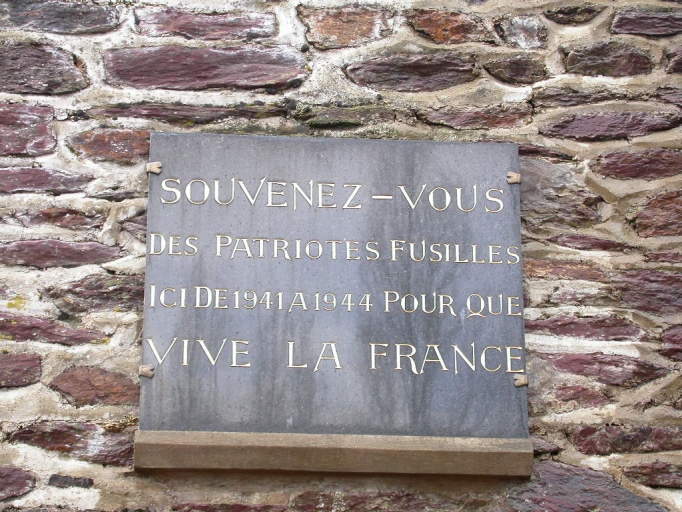 SOUVENEZ-VOUS
DES PATRIOTES FUSILLES
ICI DE 1941 A 1944 POUR QUE
VIVE LA FRANCE